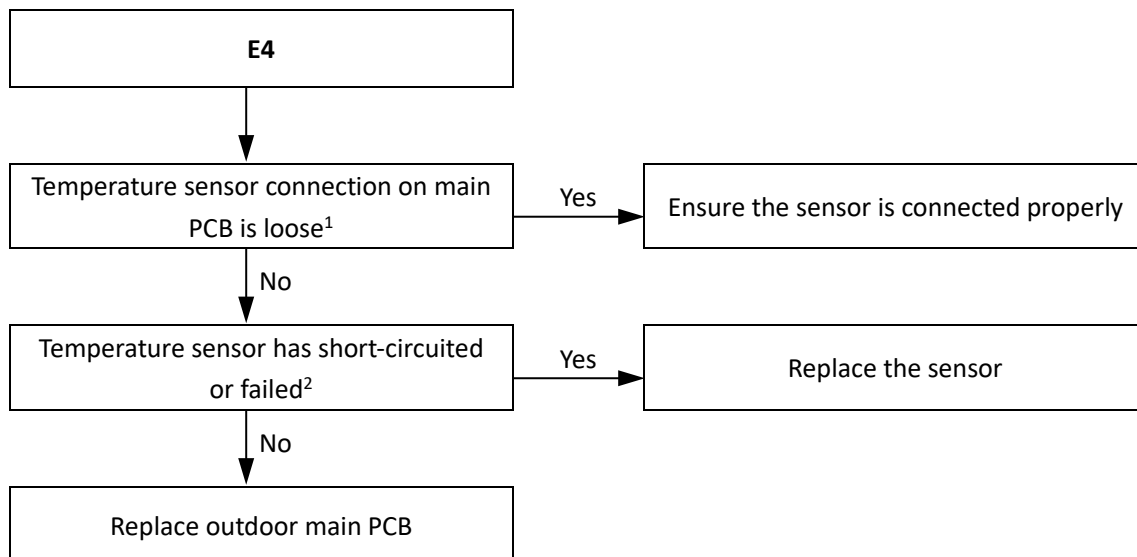 E4
Temperature sensor connection on main
PCB is loose¹
Yes
Ensure the sensor is connected properly
No
Temperature sensor has short-circuited
or failed²
Yes
Replace the sensor
No
Replace outdoor main PCB